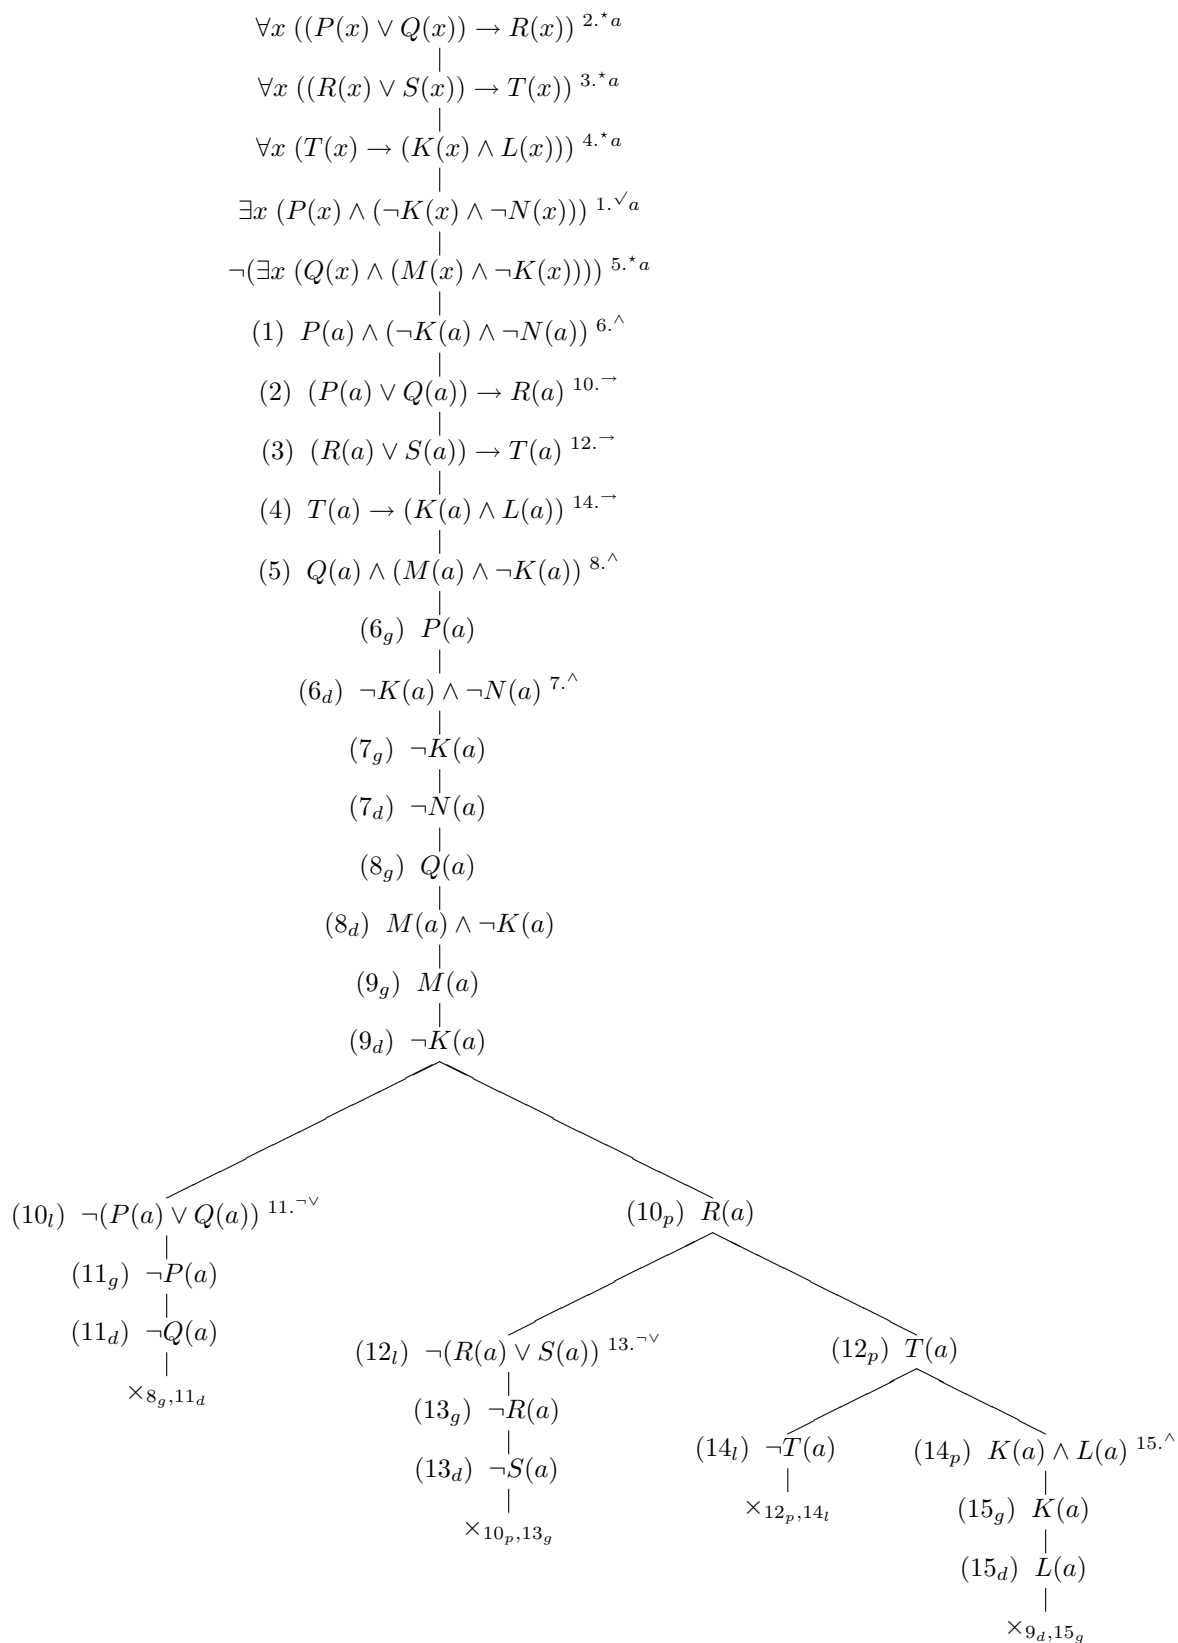 ∀x ((P(x) ∨ Q(x)) → R(x)) 2.⋆a
∀x ((R(x) ∨ S(x)) → T(x)) 3.⋆a
∀x (T(x) → (K(x) ∧ L(x))) 4.⋆a
∃x (P(x) ∧ (¬K(x) ∧ ¬N(x))) 1.✓a
¬(∃x (Q(x) ∧ (M(x) ∧ ¬K(x)))) 5.⋆a
(1) P(a) ∧ (¬K(a) ∧ ¬N(a)) 6.∧
(2) (P(a) ∨ Q(a)) → R(a) 10.→
(3) (R(a) ∨ S(a)) → T(a) 12.→
(4) T(a) → (K(a) ∧ L(a)) 14.→
(5) Q(a) ∧ (M(a) ∧ ¬K(a)) 8.∧
(6g) P(a)
(6d) ¬K(a) ∧ ¬N(a) 7.∧
(7g) ¬K(a)
(7d) ¬N(a)
(8g) Q(a)
(8d) M(a) ∧ ¬K(a)
(9g) M(a)
(9d) ¬K(a)
(10l) ¬(P(a) ∨ Q(a)) 11.¬∨
(10p) R(a)
(11g) ¬P(a)
(11d) ¬Q(a)
×8g,11d
(12l) ¬(R(a) ∨ S(a)) 13.¬∨
(12p) T(a)
(13g) ¬R(a)
(13d) ¬S(a)
×10p,13g
(14l) ¬T(a)
(14p) K(a) ∧ L(a) 15.∧
×12p,14l
(15g) K(a)
(15d) L(a)
×9d,15g